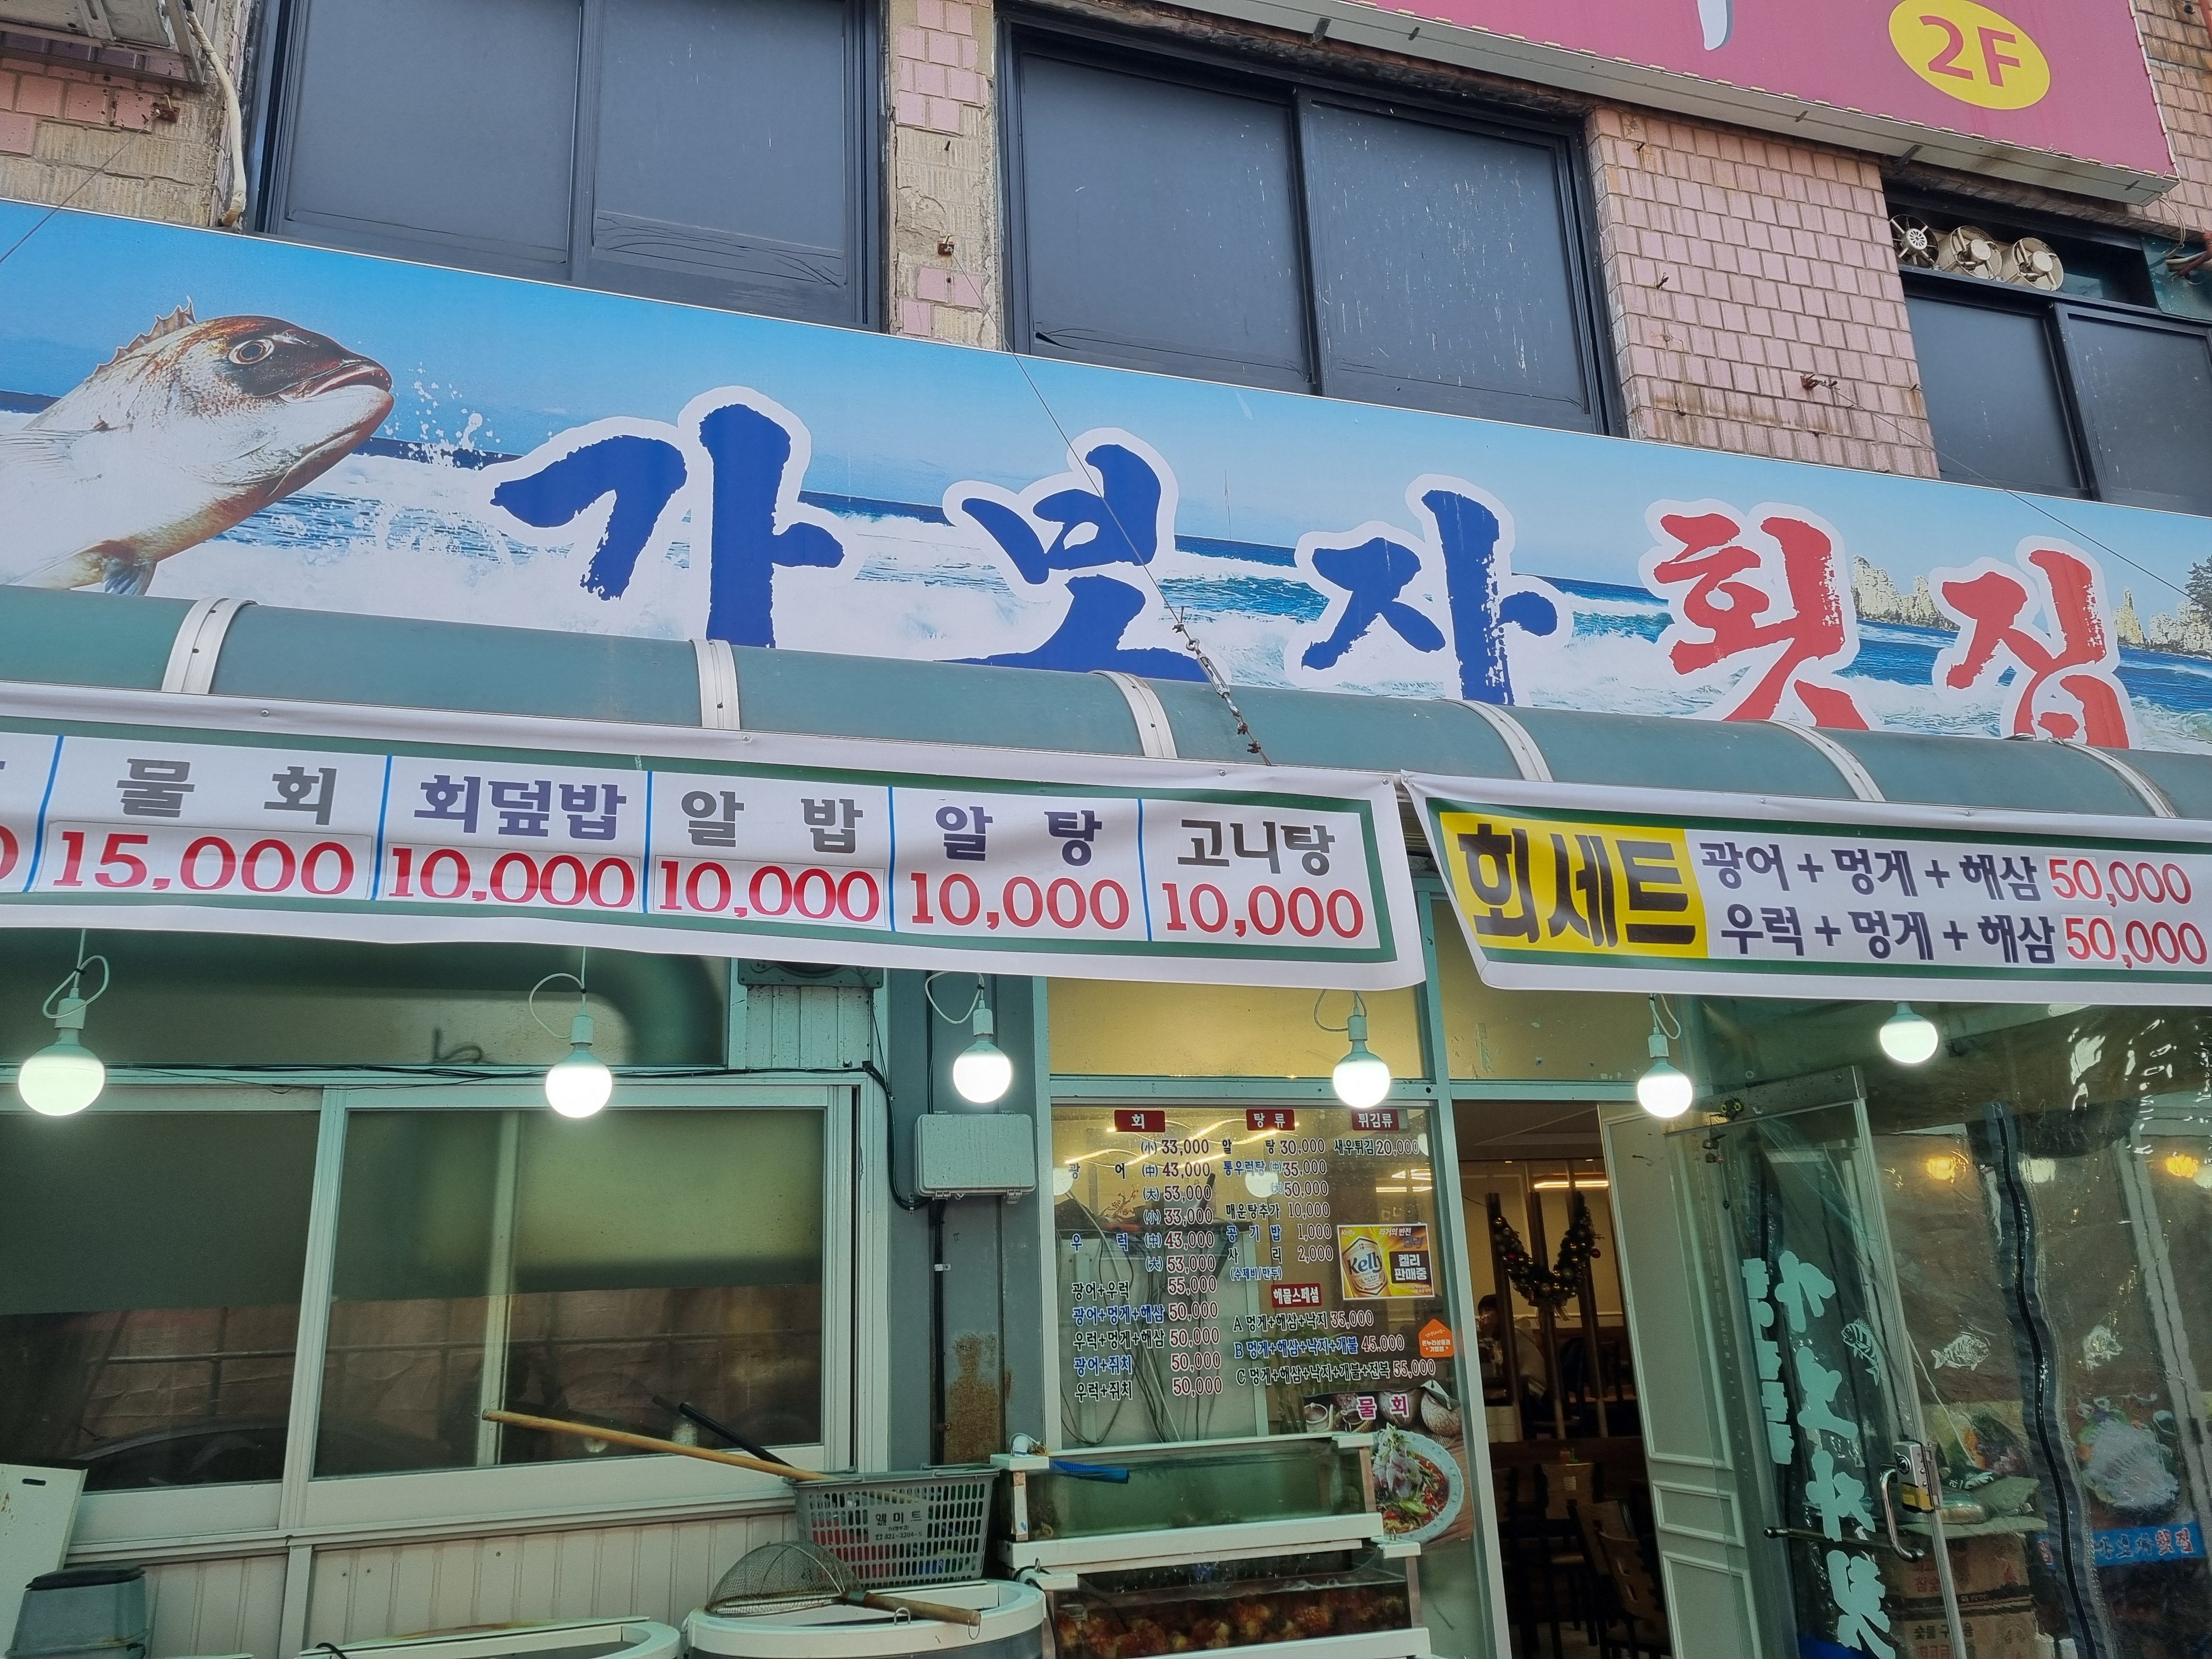 2F
가보자횟집
물회 회덮밥 알밥 알탕 고니탕
15,000 10,000 10,000 10,000 10,000
회세트 광어+멍게+해삼 50,000
우럭+멍게+해삼 50,000
회
광어 (小) 33,000
(中) 43,000
(大) 53,000
우럭 (小) 33,000
(中) 43,000
(大) 53,000
광어+우럭 55,000
광어+멍게+해삼 50,000
우럭+멍게+해삼 50,000
광어+쥐치 50,000
우럭+쥐치 50,000
탕류
알탕 30,000
통우럭탕 (中) 35,000
(大) 50,000
매운탕추가 10,000
공기밥 1,000
사리 2,000
(수제비/만두)
튀김류
새우튀김 20,000
Kelly
켈리
판매중
해물스페셜
A 멍게+해삼+낙지 35,000
B 멍게+해삼+낙지+개불 45,000
C 멍게+해삼+낙지+개불+전복 55,000
물회